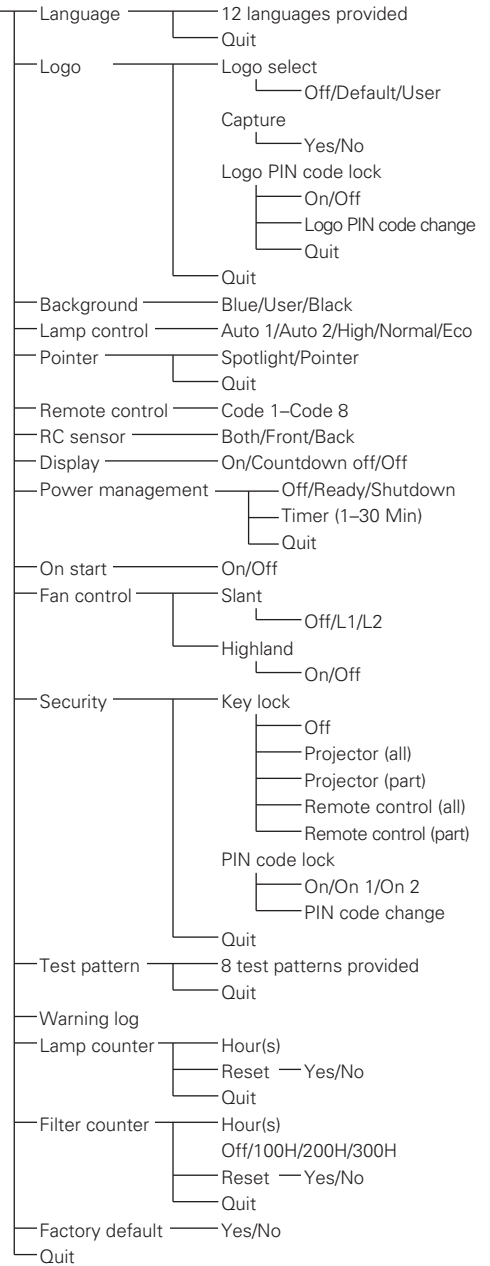 Language 12 languages provided
Quit
Logo Logo select
Off/Default/User
Capture
Yes/No
Logo PIN code lock
On/Off
Logo PIN code change
Quit
Quit
Background Blue/User/Black
Lamp control Auto 1/Auto 2/High/Normal/Eco
Pointer Spotlight/Pointer
Quit
Remote control Code 1–Code 8
RC sensor Both/Front/Back
Display On/Countdown off/Off
Power management Off/Ready/Shutdown
Timer (1–30 Min)
Quit
On start On/Off
Fan control Slant
Off/L1/L2
Highland
On/Off
Security Key lock
Off
Projector (all)
Projector (part)
Remote control (all)
Remote control (part)
PIN code lock
On/On 1/On 2
PIN code change
Quit
Test pattern 8 test patterns provided
Quit
Warning log
Lamp counter Hour(s)
Reset Yes/No
Quit
Filter counter Hour(s)
Off/100H/200H/300H
Reset Yes/No
Quit
Factory default Yes/No
Quit